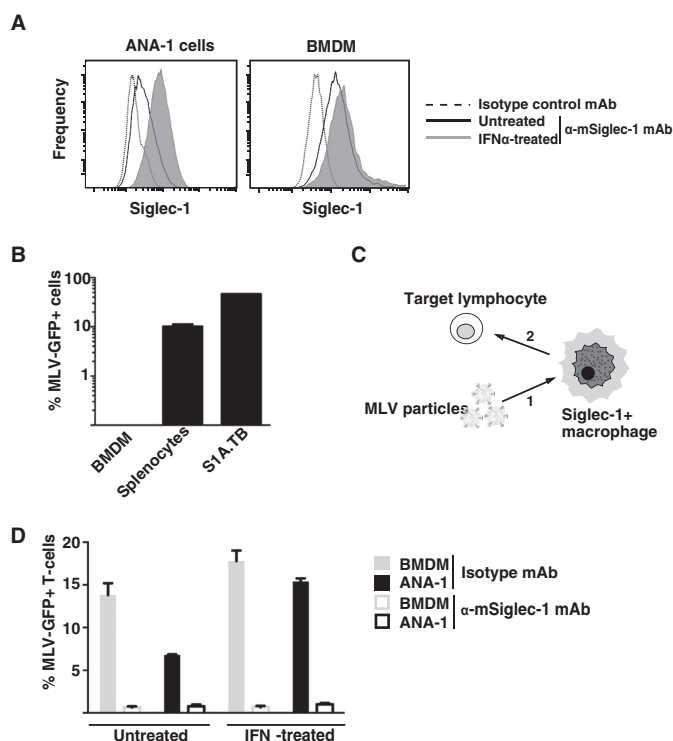 A
ANA-1 cells
BMDM
Frequency
Siglec-1
Siglec-1
Isotype control mAb
Untreated
IFNα-treated
α-mSiglec-1 mAb
B
% MLV-GFP+ cells
100
10
1
BMDM
Splenocytes
S1A.TB
C
Target lymphocyte
2
MLV particles
1
Siglec-1+
macrophage
D
% MLV-GFP+ T-cells
20
15
10
5
Untreated
IFN -treated
BMDM
ANA-1
Isotype mAb
BMDM
ANA-1
α-mSiglec-1 mAb